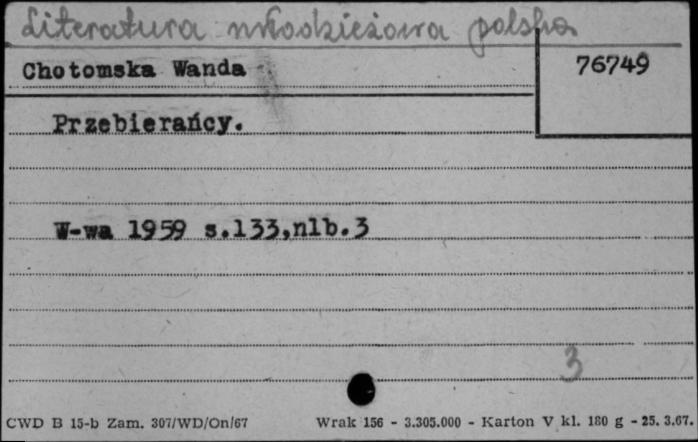 Literatura młodzieżowa polska
Chotomska Wanda
76749
Przebierańcy.
W-wa 1959 s.133,nlb.3
3
CWD B 15-b Zam. 307/WD/On/67 Wrak 156 - 3.305.000 - Karton V kl. 180 g - 25.3.67.